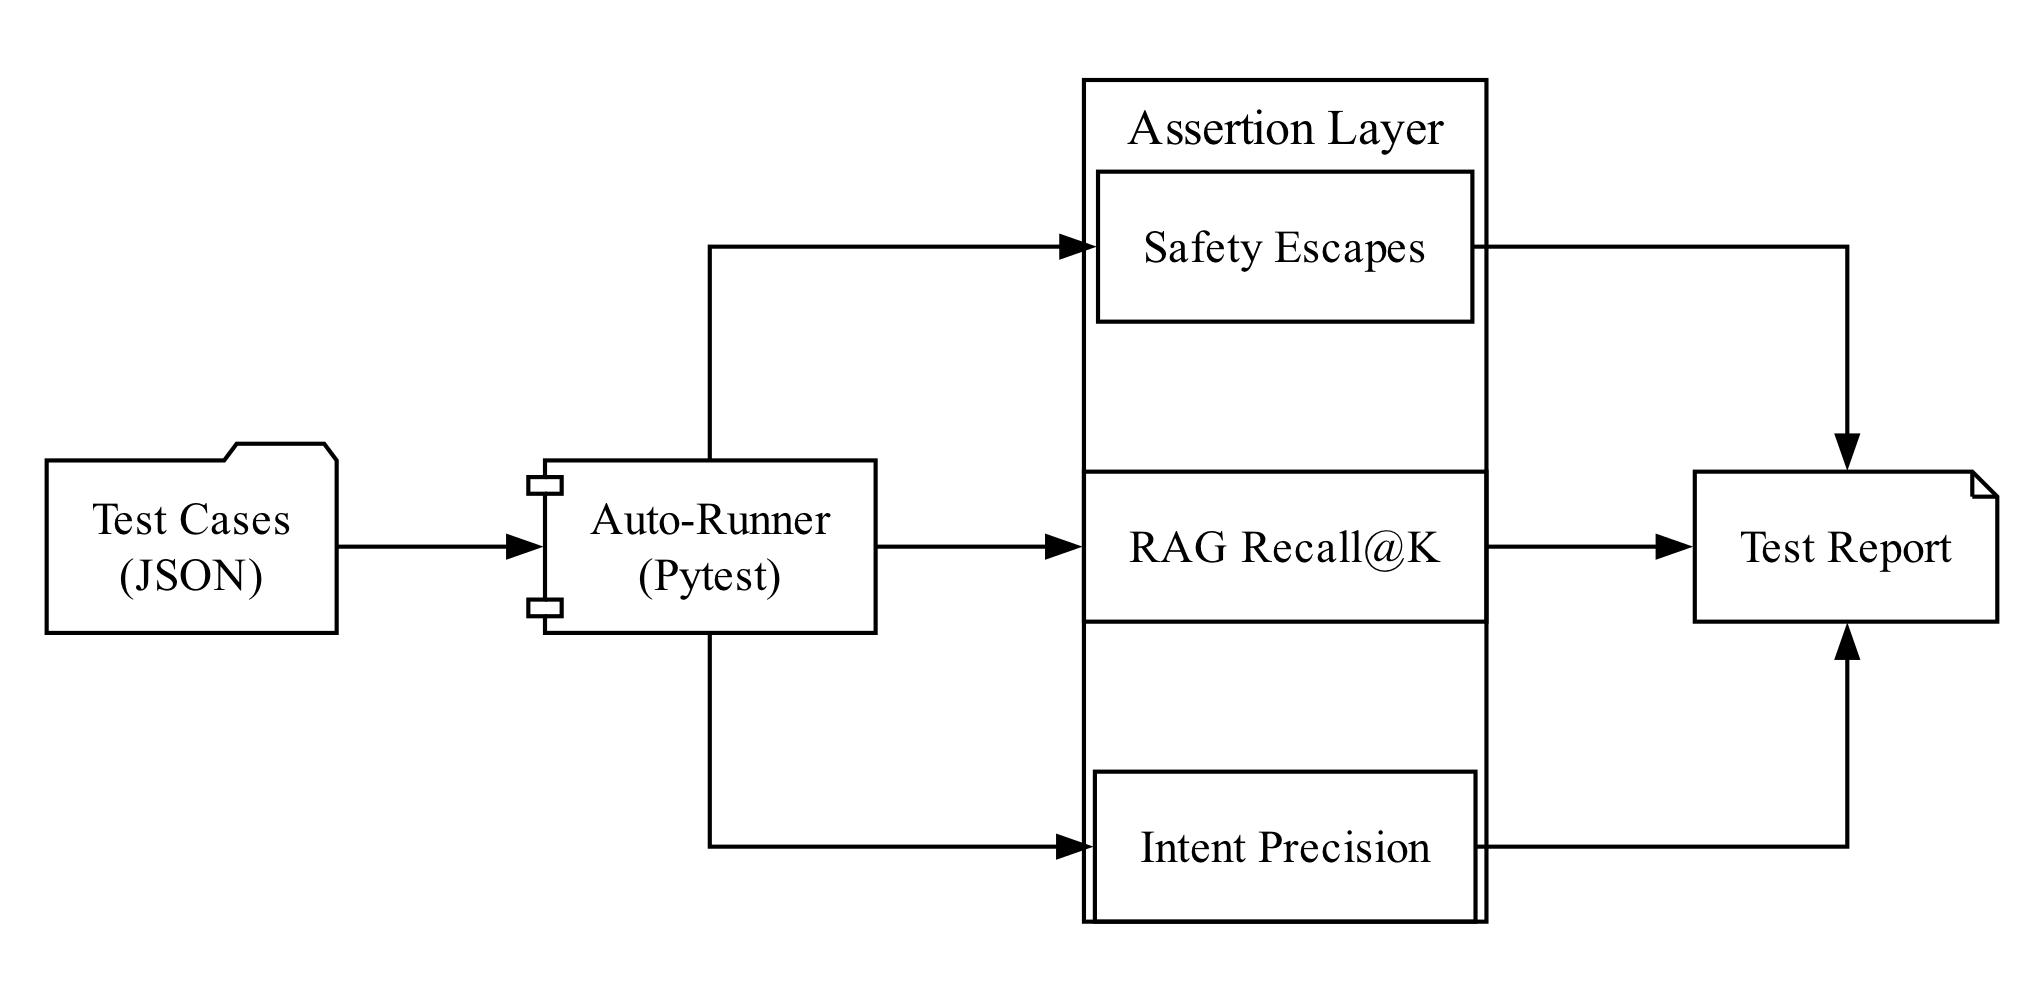 Assertion Layer
Safety Escapes
Test Cases
(JSON)
Auto-Runner
(Pytest)
RAG Recall@K
Test Report
Intent Precision